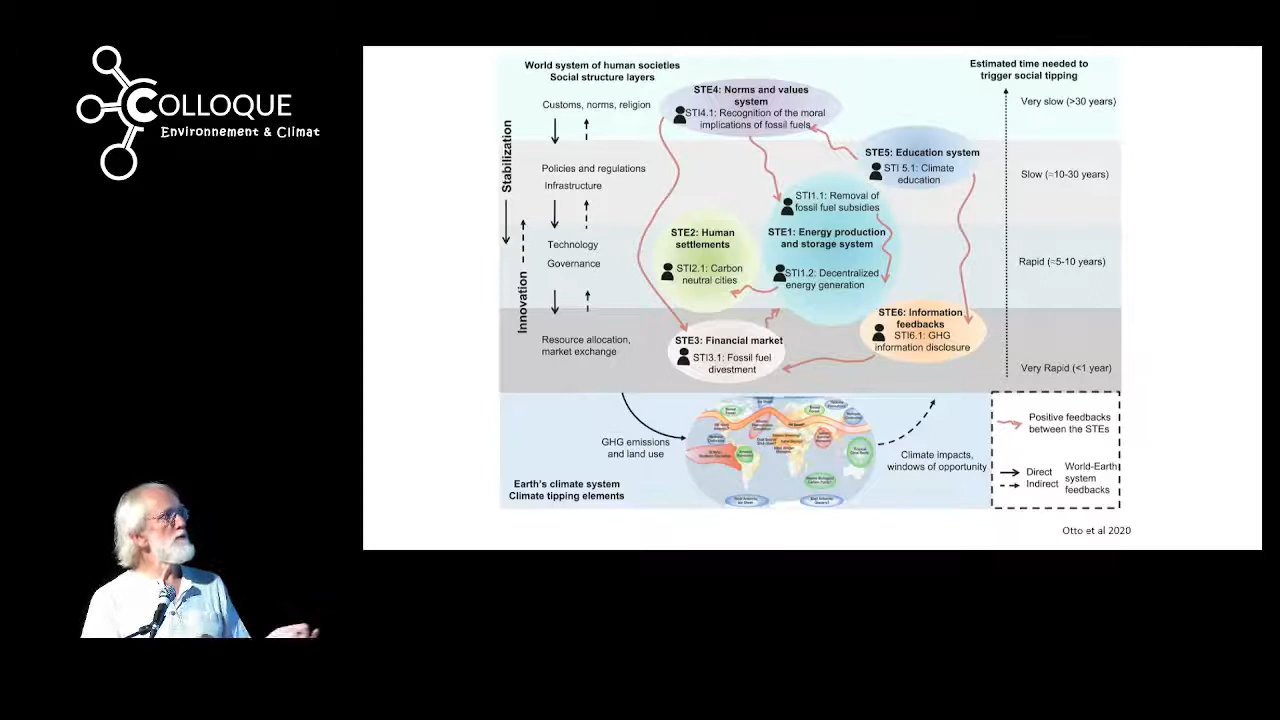 COLLOQUE
Environnement & Climat
World system of human societies
Social structure layers
Estimated time needed to
trigger social tipping
Stabilization
Innovation
Customs, norms, religion
Policies and regulations
Infrastructure
Technology
Governance
Resource allocation,
market exchange
STE4: Norms and values
system
STI4.1: Recognition of the moral
implications of fossil fuels
STE5: Education system
STI 5.1: Climate
education
STI1.1: Removal of
fossil fuel subsidies
STE1: Energy production
and storage system
STI1.2: Decentralized
energy generation
STE2: Human
settlements
STI2.1: Carbon
neutral cities
STE3: Financial market
STI3.1: Fossil fuel
divestment
STE6: Information
feedbacks
STI6.1: GHG
information disclosure
Very slow (>30 years)
Slow (≈10-30 years)
Rapid (≈5-10 years)
Very Rapid (<1 year)
GHG emissions
and land use
Climate impacts,
windows of opportunity
Earth's climate system
Climate tipping elements
Positive feedbacks
between the STEs
Direct
Indirect
World-Earth
system
feedbacks
Otto et al 2020